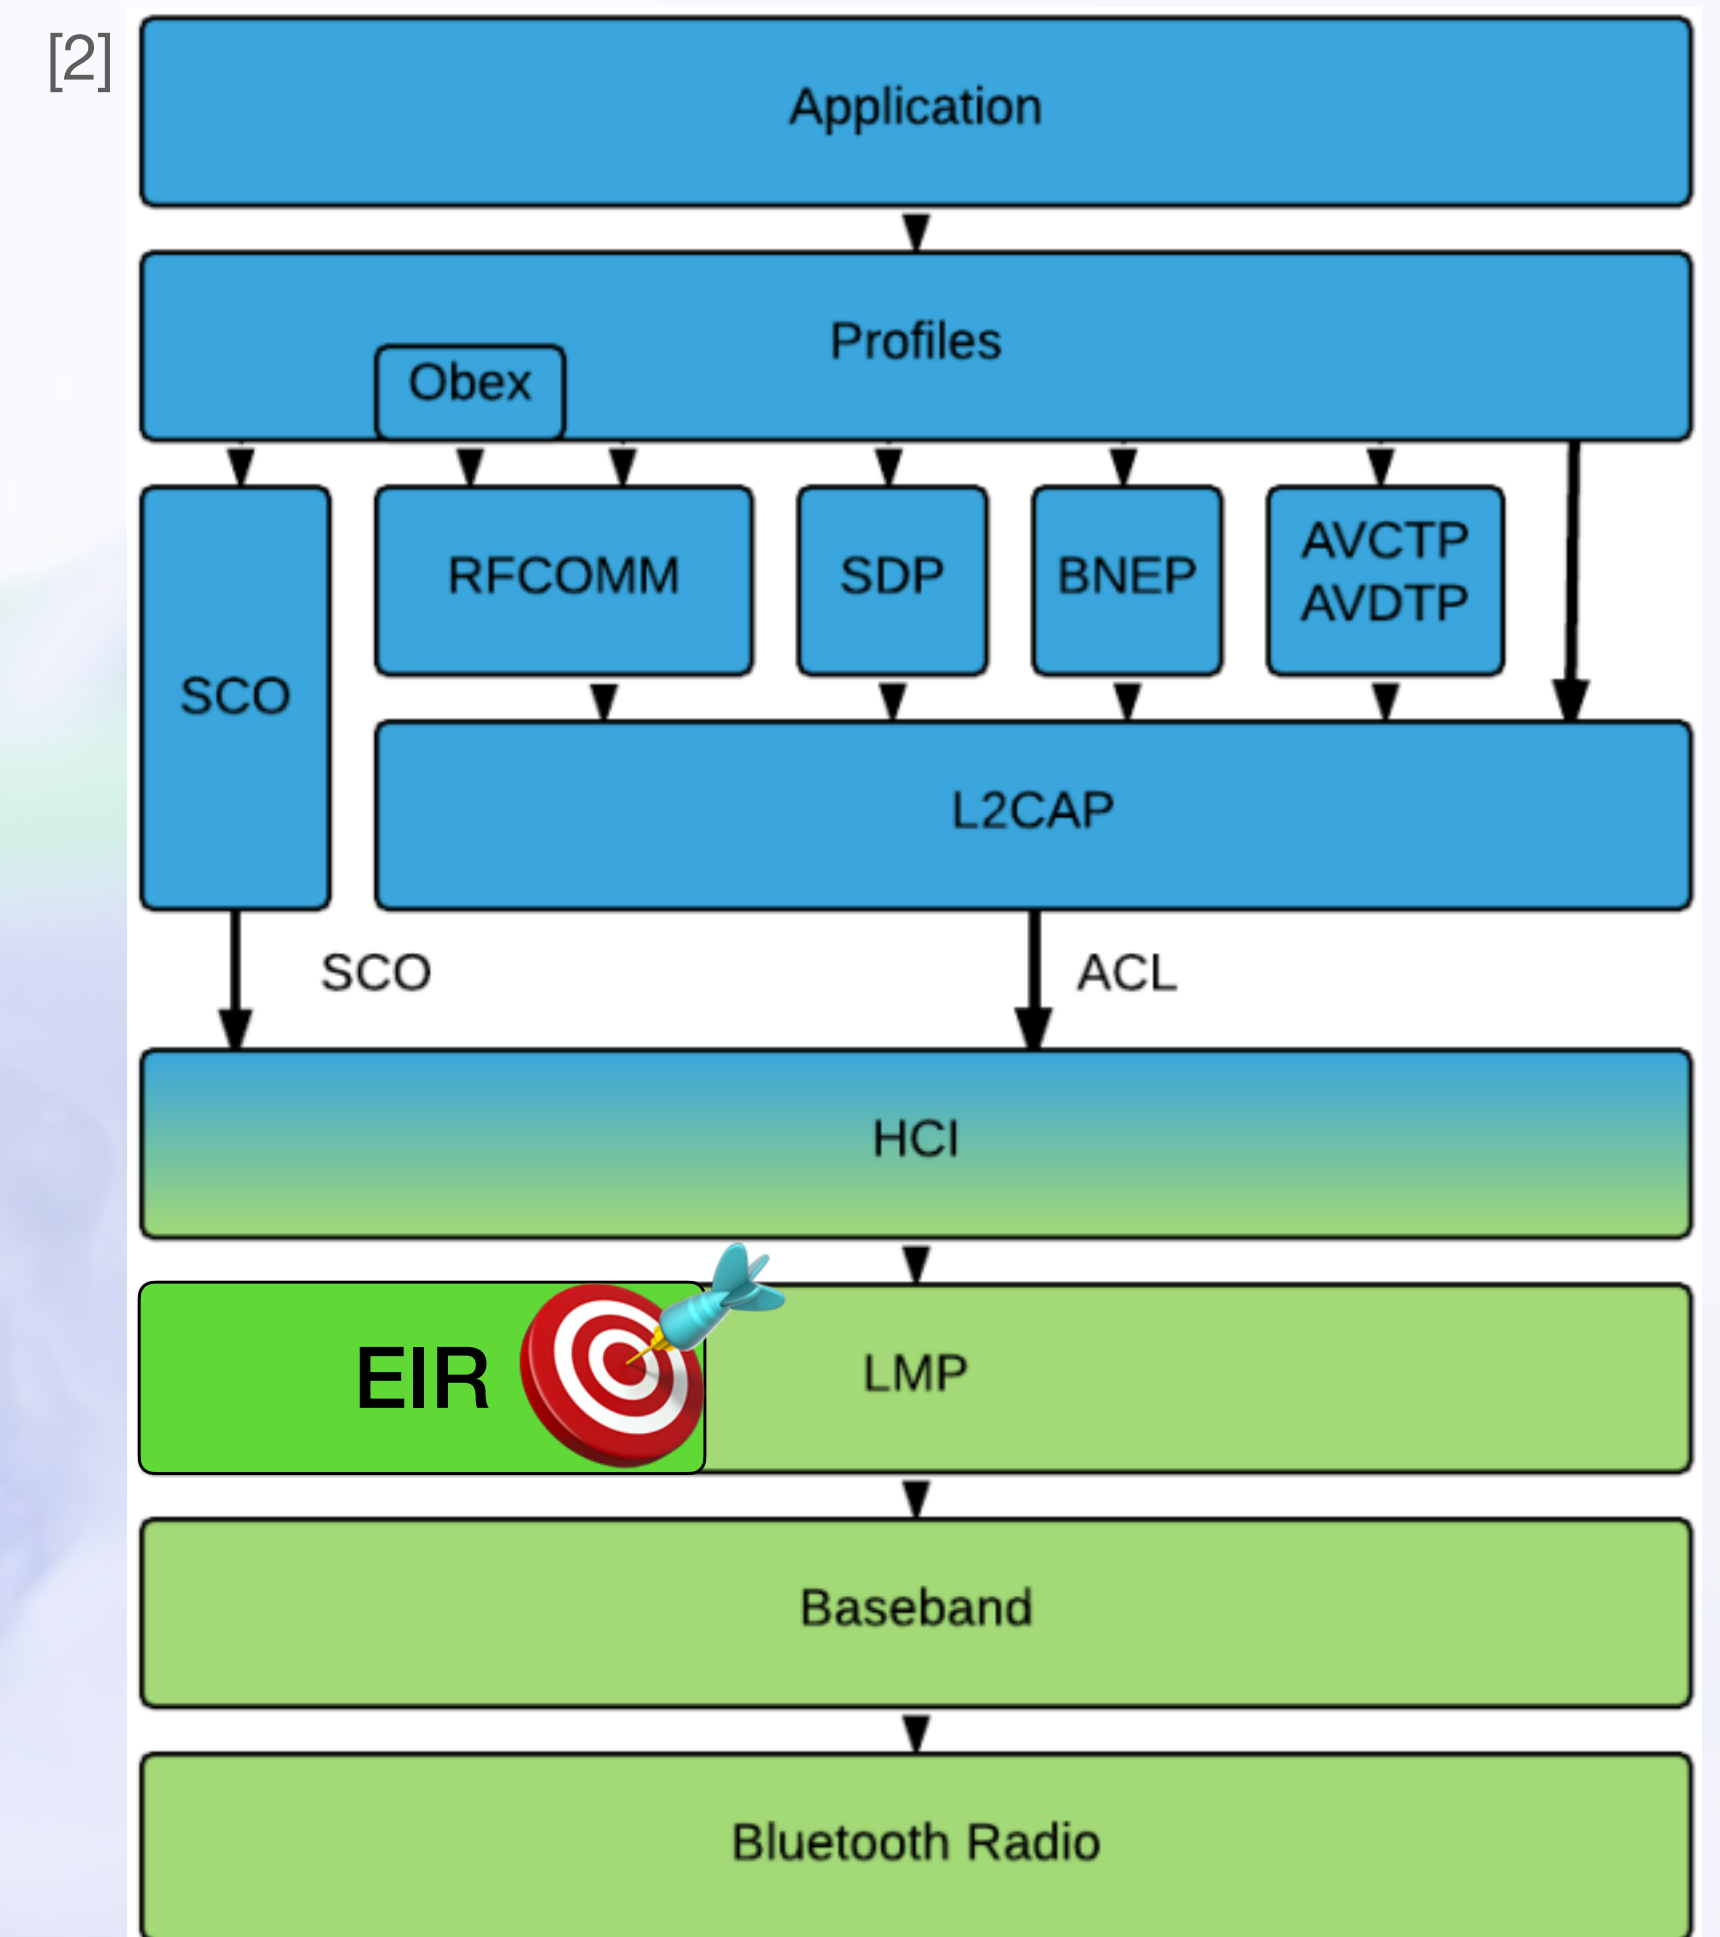 [2]
Application
Profiles
Obex
SCO
RFCOMM
SDP
BNEP
AVCTP
AVDTP
L2CAP
SCO
ACL
HCI
EIR
LMP
Baseband
Bluetooth Radio